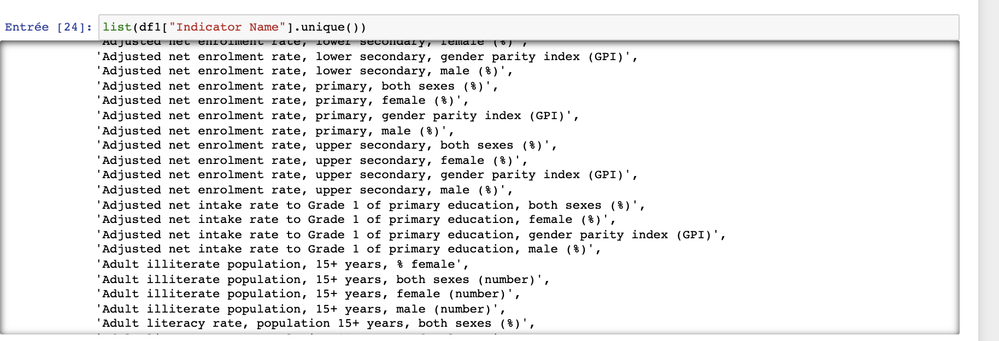 Entrée [24]: list(df1["Indicator Name"].unique())
Adjusted net enrolment rate, lower secondary, female (%)',
'Adjusted net enrolment rate, lower secondary, gender parity index (GPI)',
'Adjusted net enrolment rate, lower secondary, male (%)',
'Adjusted net enrolment rate, primary, both sexes (%)',
'Adjusted net enrolment rate, primary, female (%)',
'Adjusted net enrolment rate, primary, gender parity index (GPI)',
'Adjusted net enrolment rate, primary, male (%)',
'Adjusted net enrolment rate, upper secondary, both sexes (%)',
'Adjusted net enrolment rate, upper secondary, female (%)',
'Adjusted net enrolment rate, upper secondary, gender parity index (GPI)',
'Adjusted net enrolment rate, upper secondary, male (%)',
'Adjusted net intake rate to Grade 1 of primary education, both sexes (%)',
'Adjusted net intake rate to Grade 1 of primary education, female (%)',
'Adjusted net intake rate to Grade 1 of primary education, gender parity index (GPI)',
'Adjusted net intake rate to Grade 1 of primary education, male (%)',
'Adult illiterate population, 15+ years, % female',
'Adult illiterate population, 15+ years, both sexes (number)',
'Adult illiterate population, 15+ years, female (number)',
'Adult illiterate population, 15+ years, male (number)',
'Adult literacy rate, population 15+ years, both sexes (%)',